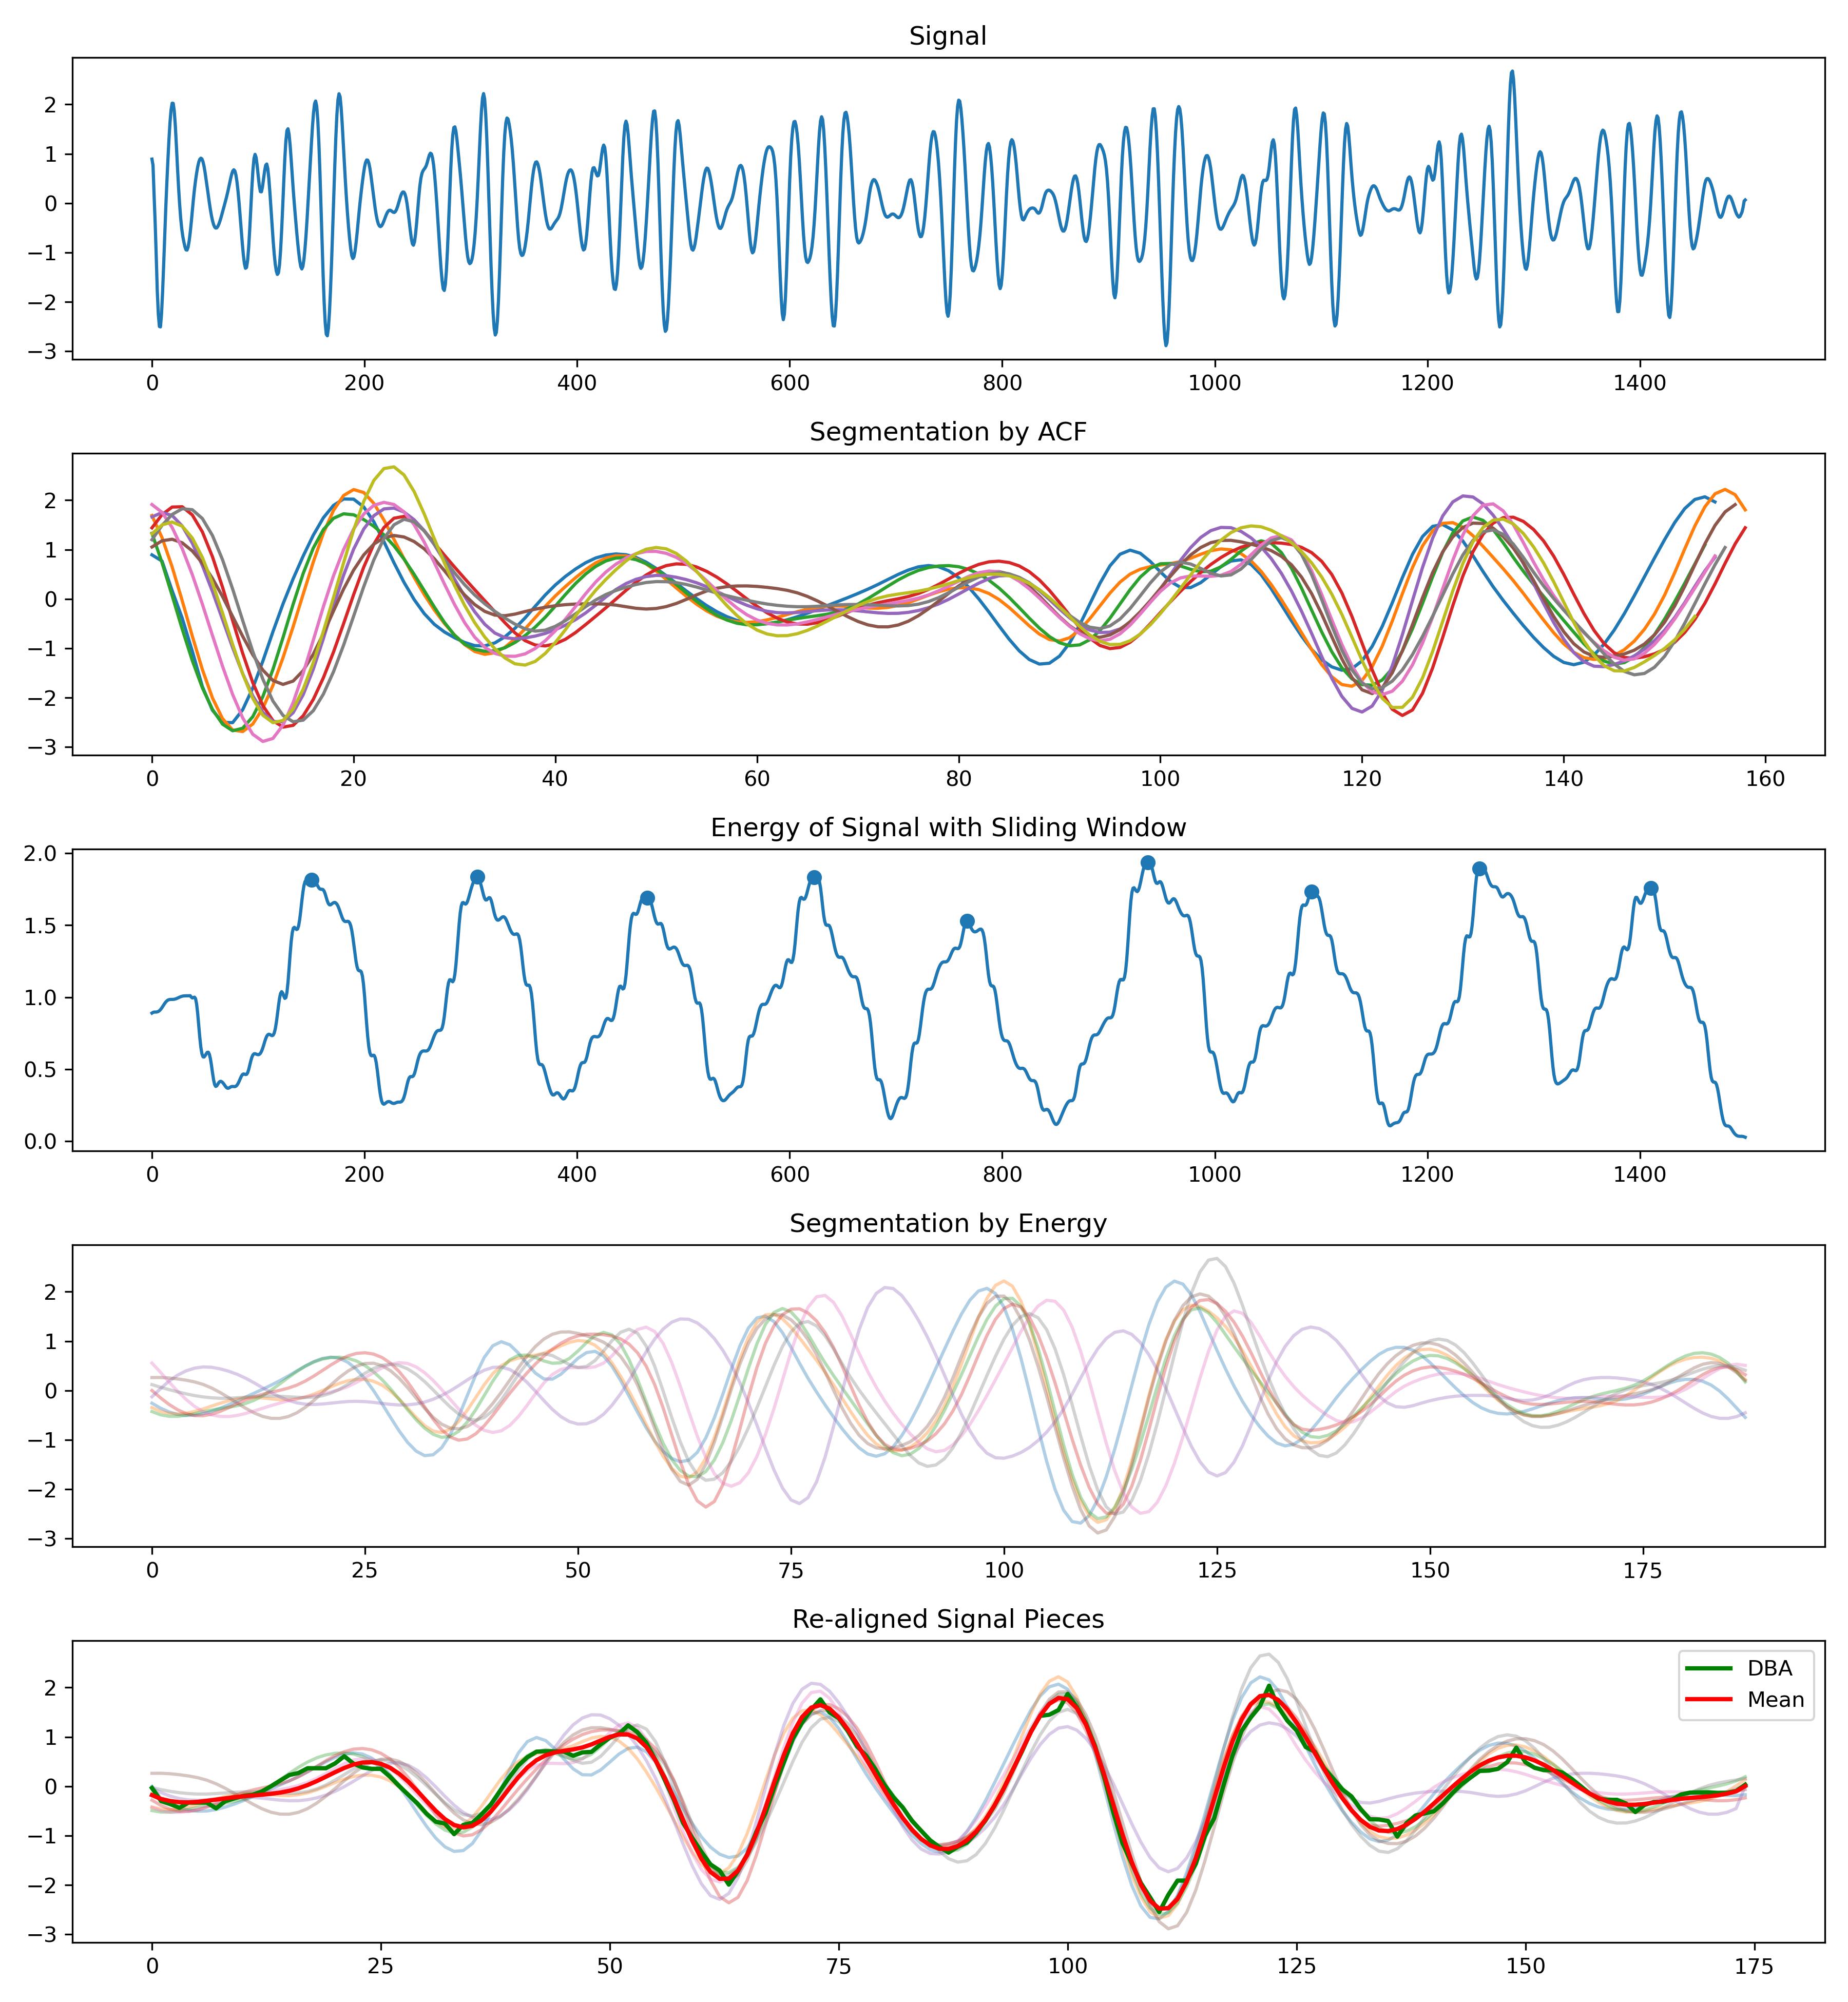 Signal
2
1
0
−1
−2
−3
0 200 400 600 800 1000 1200 1400
Segmentation by ACF
2
1
0
−1
−2
−3
0 20 40 60 80 100 120 140 160
Energy of Signal with Sliding Window
2.0
1.5
1.0
0.5
0.0
0 200 400 600 800 1000 1200 1400
Segmentation by Energy
2
1
0
−1
−2
−3
0 25 50 75 100 125 150 175
Re-aligned Signal Pieces
DBA
Mean
2
1
0
−1
−2
−3
0 25 50 75 100 125 150 175